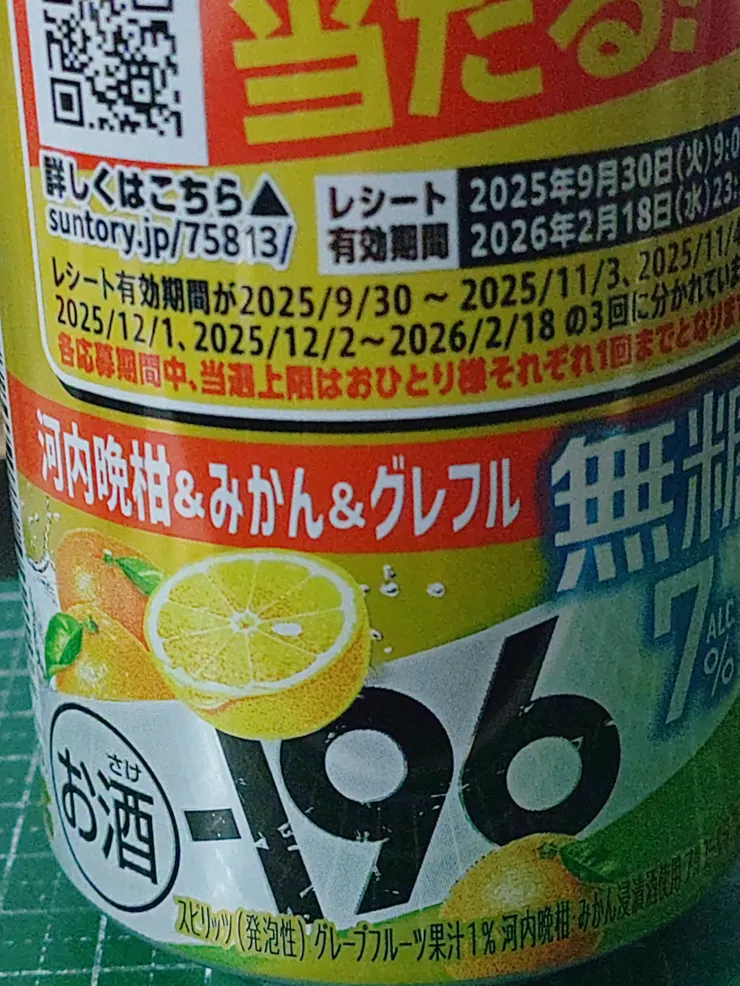 当たる!
詳しくはこちら▲
suntory.jp/75813/
レシート
有効期間
2025年9月30日(火)9:0
2026年2月18日(水)23:
レシート有効期間が2025/9/30 ~ 2025/11/3、2025/11/4
2025/12/1、2025/12/2~2026/2/18 の3回に分かれていま
各応募期間中、当選上限はおひとり様それぞれ1回までとなりま
河内晩柑&みかん&グレフル
無糖
7
ALC.
%
さけ
お酒
-196
スピリッツ(発泡性) グレープフルーツ果汁1% 河内晩柑・みかん浸漬酒使用